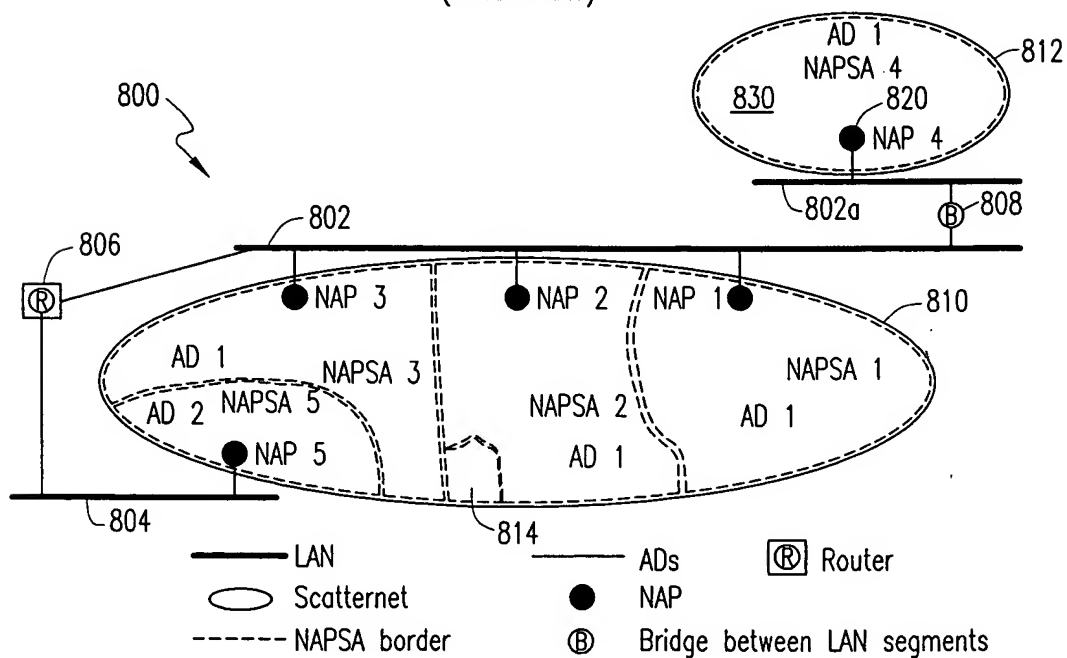 AD 1
812
NAPSA 4
800
830
820
NAP 4
802a
B
808
802
806
R
NAP 3
NAP 2
NAP 1
810
AD 1
NAPSA 3
NAPSA 1
AD 2
NAPSA 5
NAPSA 2
AD 1
AD 1
NAP 5
804
814
LAN
ADs
R Router
Scatternet
NAP
NAPSA border
B Bridge between LAN segments